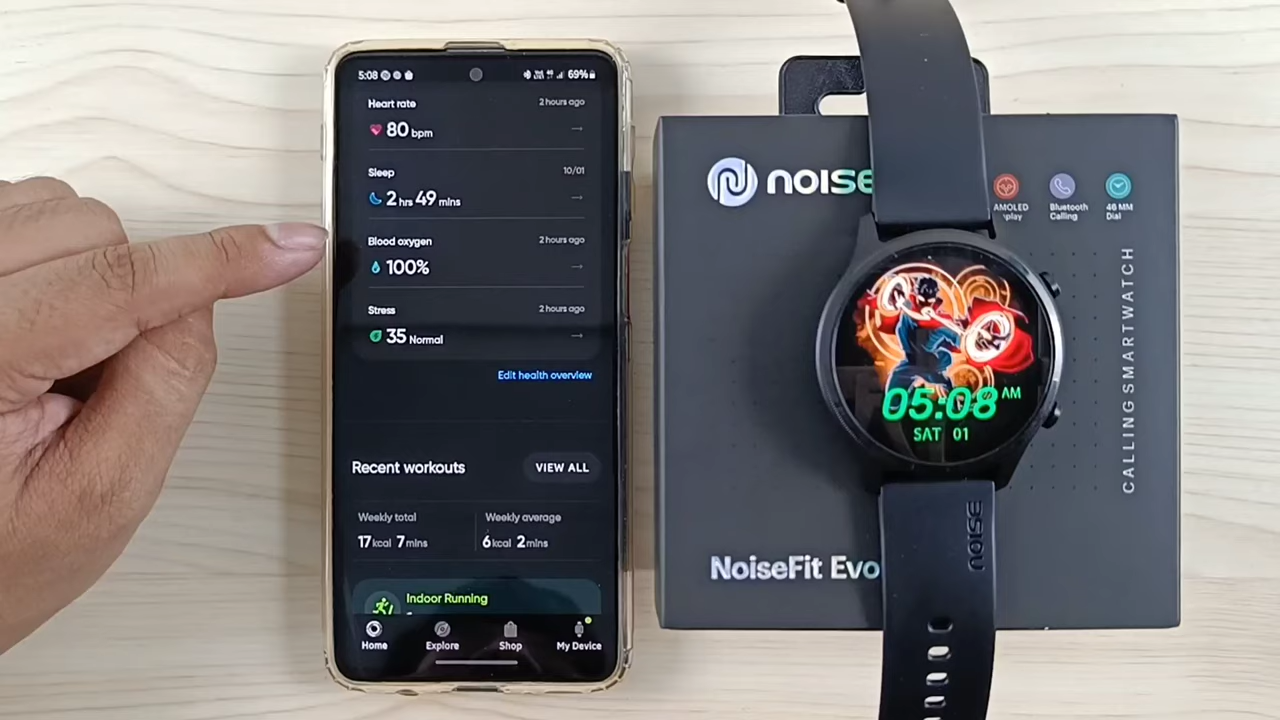 5:08
69%
Heart rate
2 hours ago
80 bpm
Sleep
10/01
2 hrs 49 mins
Blood oxygen
2 hours ago
100%
Stress
2 hours ago
35 Normal
Edit health overview
Recent workouts
VIEW ALL
Weekly total
Weekly average
17 kcal 7 mins
6 kcal 2 mins
Indoor Running
Home
Explore
Shop
My Device
NOISE
AMOLED
Bluetooth
Calling
46 MM
Dial
05:08 AM
SAT 01
CALLING SMARTWATCH
NoiseFit Evo
NOISE